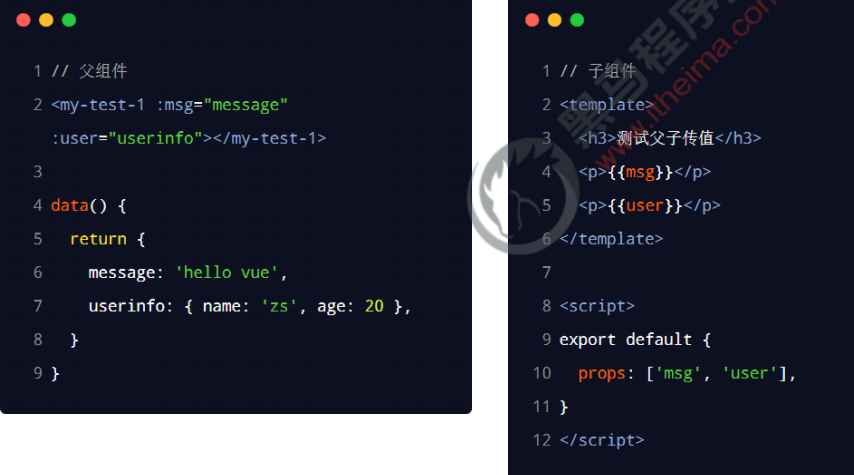 1 // 父组件
2 <my-test-1 :msg="message"
:user="userinfo"></my-test-1>
3
4 data() {
5 return {
6 message: 'hello vue',
7 userinfo: { name: 'zs', age: 20 },
8 }
9 }
1 // 子组件
2 <template>
3 <h3>测试父子传值</h3>
4 <p>{{msg}}</p>
5 <p>{{user}}</p>
6 </template>
7
8 <script>
9 export default {
10 props: ['msg', 'user'],
11 }
12 </script>
黑马程序
www.itheima.com